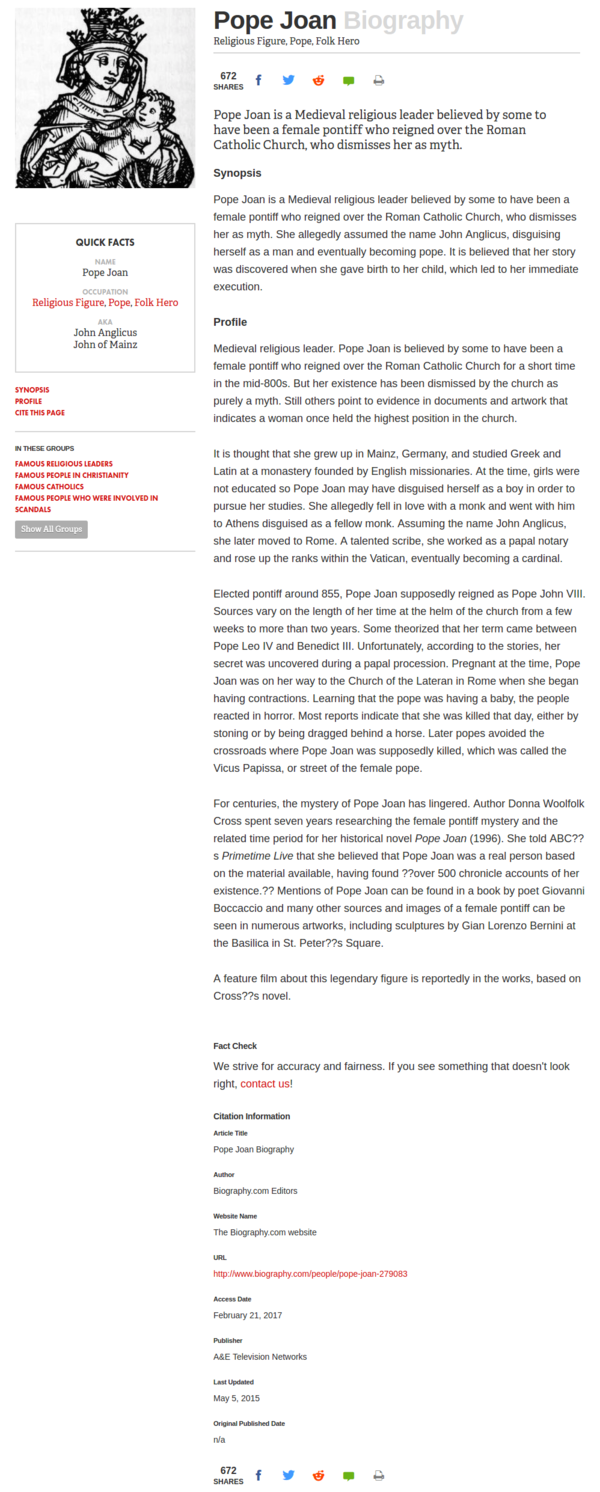 Pope Joan Biography
Religious Figure, Pope, Folk Hero
672
SHARES
Pope Joan is a Medieval religious leader believed by some to
have been a female pontiff who reigned over the Roman
Catholic Church, who dismisses her as myth.
Synopsis
Pope Joan is a Medieval religious leader believed by some to have been a
female pontiff who reigned over the Roman Catholic Church, who dismisses
her as myth. She allegedly assumed the name John Anglicus, disguising
herself as a man and eventually becoming pope. It is believed that her story
was discovered when she gave birth to her child, which led to her immediate
execution.
QUICK FACTS
NAME
Pope Joan
OCCUPATION
Religious Figure, Pope, Folk Hero
AKA
John Anglicus
John of Mainz
SYNOPSIS
PROFILE
CITE THIS PAGE
IN THESE GROUPS
FAMOUS RELIGIOUS LEADERS
FAMOUS PEOPLE IN CHRISTIANITY
FAMOUS CATHOLICS
FAMOUS PEOPLE WHO WERE INVOLVED IN
SCANDALS
Show All Groups
Profile
Medieval religious leader. Pope Joan is believed by some to have been a
female pontiff who reigned over the Roman Catholic Church for a short time
in the mid-800s. But her existence has been dismissed by the church as
purely a myth. Still others point to evidence in documents and artwork that
indicates a woman once held the highest position in the church.
It is thought that she grew up in Mainz, Germany, and studied Greek and
Latin at a monastery founded by English missionaries. At the time, girls were
not educated so Pope Joan may have disguised herself as a boy in order to
pursue her studies. She allegedly fell in love with a monk and went with him
to Athens disguised as a fellow monk. Assuming the name John Anglicus,
she later moved to Rome. A talented scribe, she worked as a papal notary
and rose up the ranks within the Vatican, eventually becoming a cardinal.
Elected pontiff around 855, Pope Joan supposedly reigned as Pope John VIII.
Sources vary on the length of her time at the helm of the church from a few
weeks to more than two years. Some theorized that her term came between
Pope Leo IV and Benedict III. Unfortunately, according to the stories, her
secret was uncovered during a papal procession. Pregnant at the time, Pope
Joan was on her way to the Church of the Lateran in Rome when she began
having contractions. Learning that the pope was having a baby, the people
reacted in horror. Most reports indicate that she was killed that day, either by
stoning or by being dragged behind a horse. Later popes avoided the
crossroads where Pope Joan was supposedly killed, which was called the
Vicus Papissa, or street of the female pope.
For centuries, the mystery of Pope Joan has lingered. Author Donna Woolfolk
Cross spent seven years researching the female pontiff mystery and the
related time period for her historical novel Pope Joan (1996). She told ABC??
s Primetime Live that she believed that Pope Joan was a real person based
on the material available, having found ??over 500 chronicle accounts of her
existence.?? Mentions of Pope Joan can be found in a book by poet Giovanni
Boccaccio and many other sources and images of a female pontiff can be
seen in numerous artworks, including sculptures by Gian Lorenzo Bernini at
the Basilica in St. Peter??s Square.
A feature film about this legendary figure is reportedly in the works, based on
Cross??s novel.
Fact Check
We strive for accuracy and fairness. If you see something that doesn't look
right, contact us!
Citation Information
Article Title
Pope Joan Biography
Author
Biography.com Editors
Website Name
The Biography.com website
URL
http://www.biography.com/people/pope-joan-279083
Access Date
February 21, 2017
Publisher
A&E Television Networks
Last Updated
May 5, 2015
Original Published Date
n/a
672
SHARES